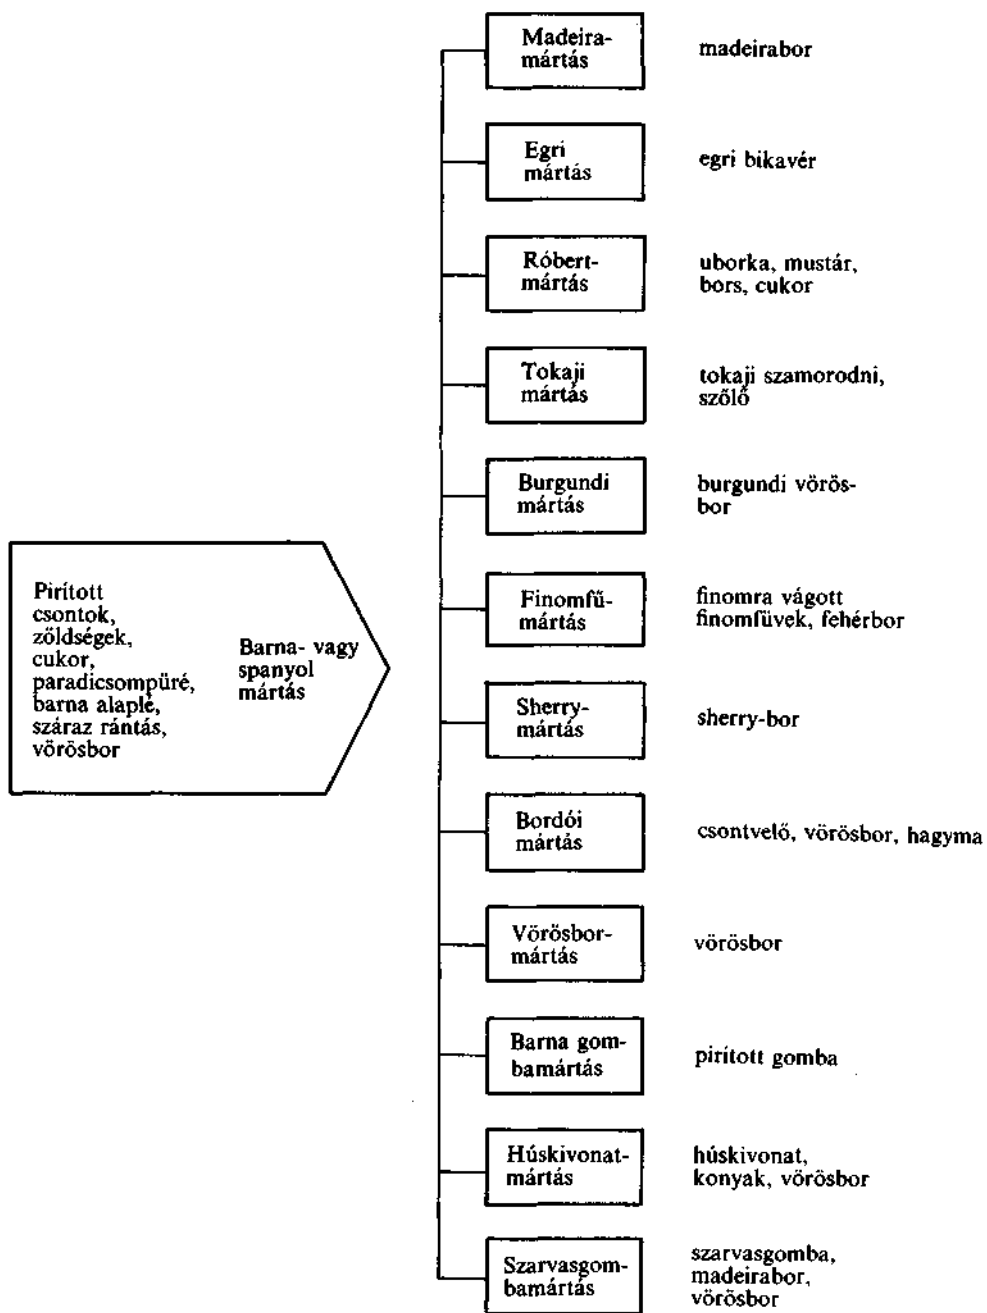 Madeira-
mártás
madeirabor
Egri
mártás
egri bikavér
Róbert-
mártás
uborka, mustár,
bors, cukor
Tokaji
mártás
tokaji szamorodni,
szőlő
Burgundi
mártás
burgundi vörös-
bor
Pirított
csontok,
zöldségek,
cukor,
paradicsompüré,
barna alaplé,
száraz rántás,
vörösbor
Barna- vagy
spanyol
mártás
Finomfű-
mártás
finomra vágott
finomfüvek, fehérbor
Sherry-
mártás
sherry-bor
Bordói
mártás
csontvelő, vörösbor, hagyma
Vörösbor-
mártás
vörösbor
Barna gom-
bamártás
pirított gomba
Húskivonat-
mártás
húskivonat,
konyak, vörösbor
Szarvasgom-
bamártás
szarvasgomba,
madeirabor,
vörösbor